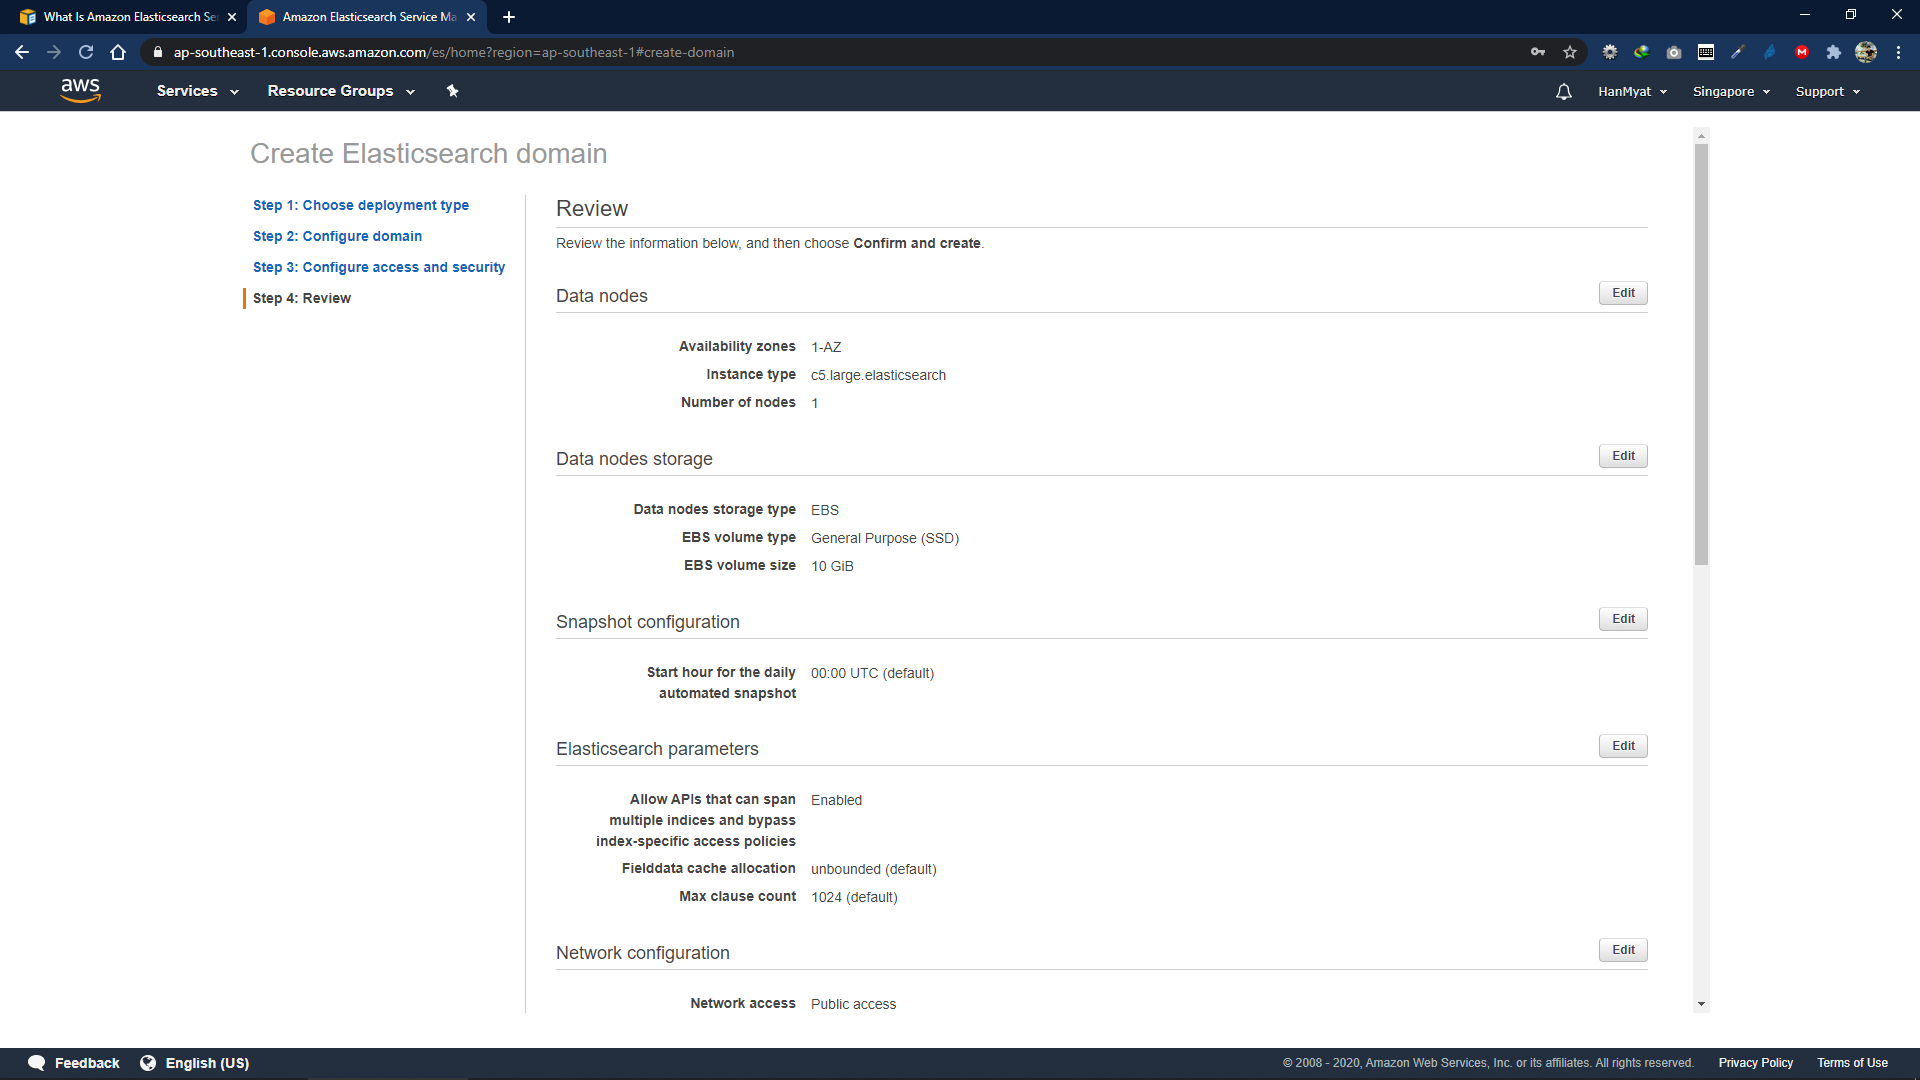 What Is Amazon Elasticsearch Se
Amazon Elasticsearch Service Ma
ap-southeast-1.console.aws.amazon.com/es/home?region=ap-southeast-1#create-domain
aws
Services
Resource Groups
HanMyat
Singapore
Support
Create Elasticsearch domain
Step 1: Choose deployment type
Step 2: Configure domain
Step 3: Configure access and security
Step 4: Review
Review
Review the information below, and then choose Confirm and create.
Data nodes
Edit
Availability zones 1-AZ
Instance type c5.large.elasticsearch
Number of nodes 1
Data nodes storage
Edit
Data nodes storage type EBS
EBS volume type General Purpose (SSD)
EBS volume size 10 GiB
Snapshot configuration
Edit
Start hour for the daily 00:00 UTC (default)
automated snapshot
Elasticsearch parameters
Edit
Allow APIs that can span Enabled
multiple indices and bypass
index-specific access policies
Fielddata cache allocation unbounded (default)
Max clause count 1024 (default)
Network configuration
Edit
Network access Public access
Feedback
English (US)
© 2008 - 2020, Amazon Web Services, Inc. or its affiliates. All rights reserved.
Privacy Policy
Terms of Use